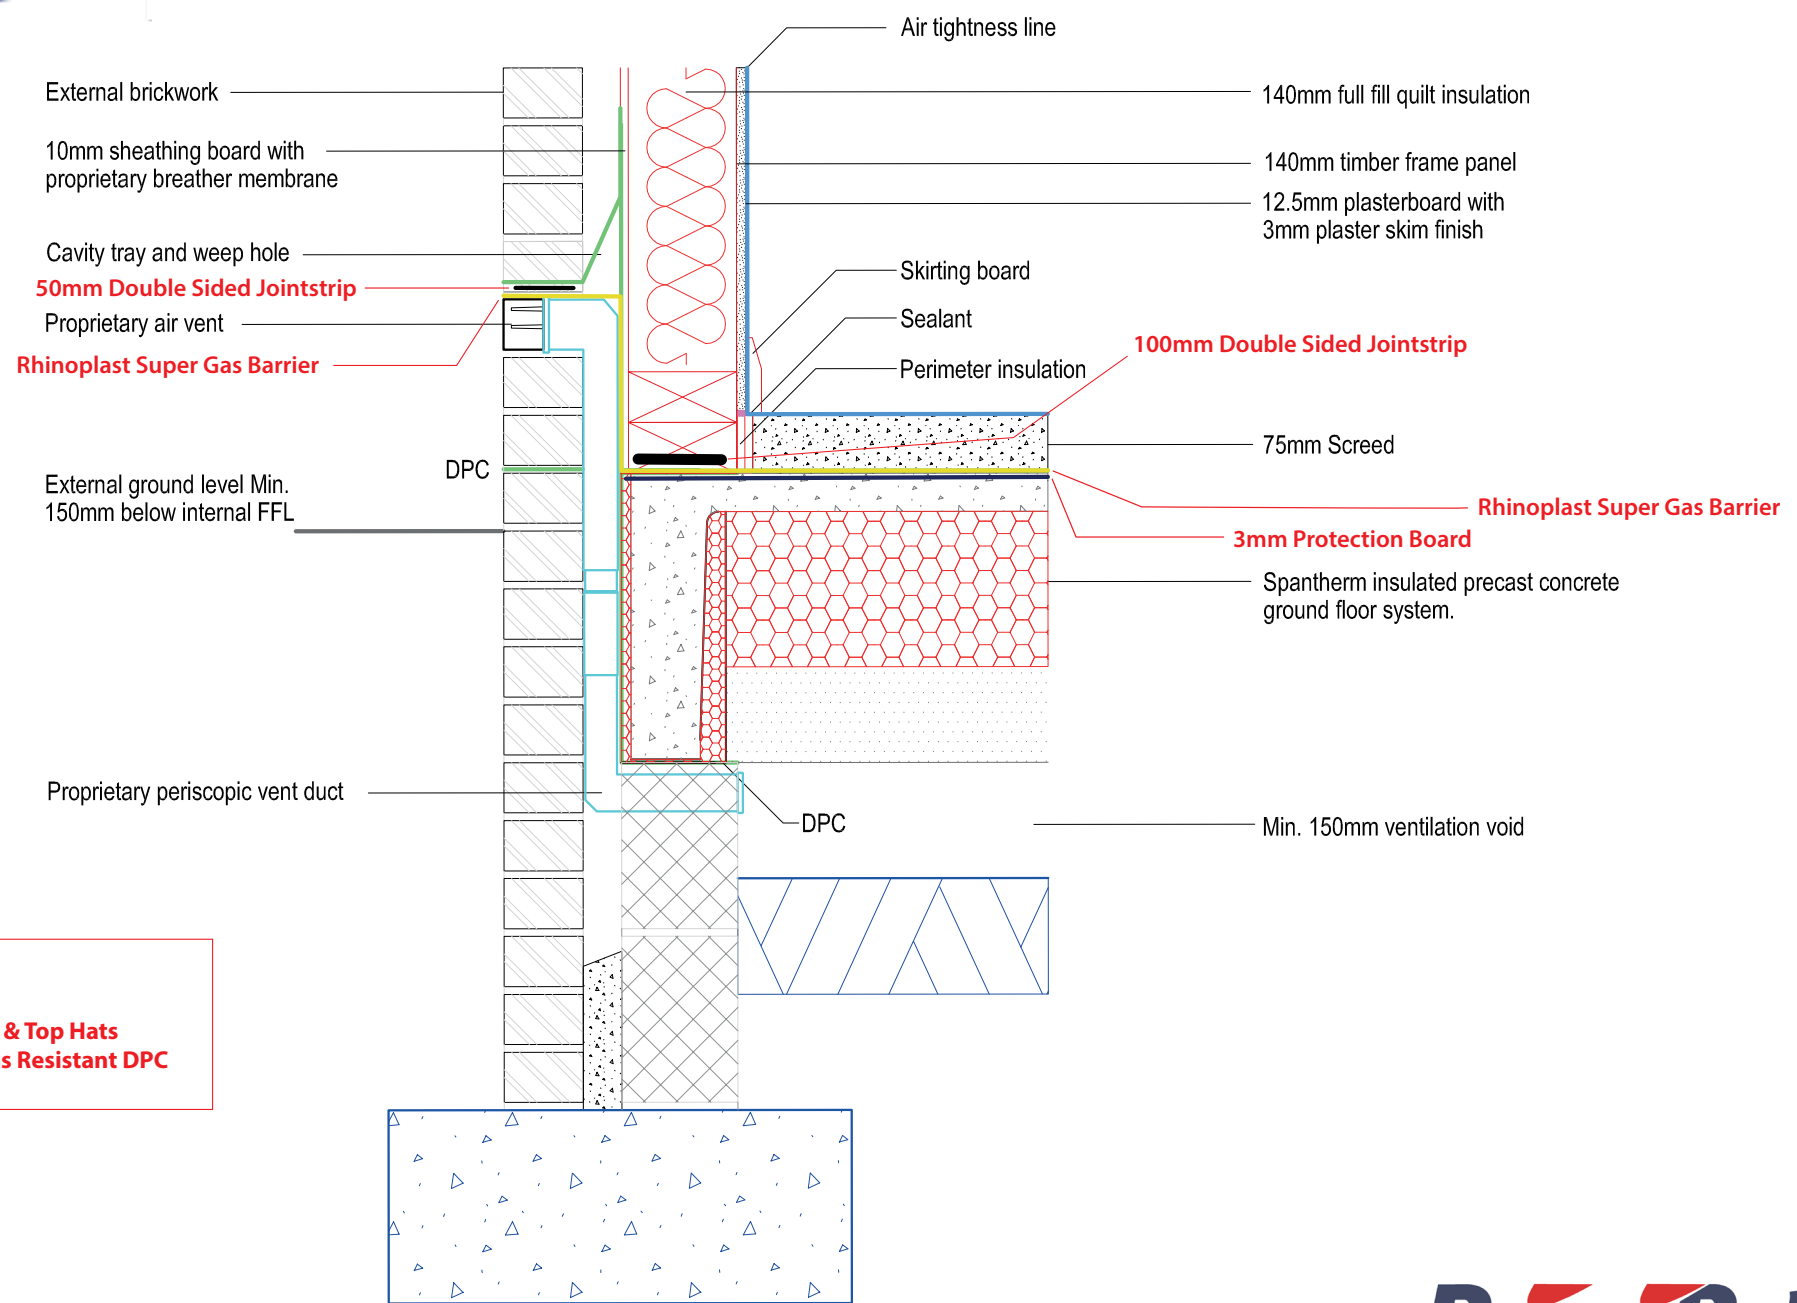 Air tightness line
External brickwork
140mm full fill quilt insulation
10mm sheathing board with
proprietary breather membrane
140mm timber frame panel
12.5mm plasterboard with
3mm plaster skim finish
Cavity tray and weep hole
Skirting board
50mm Double Sided Jointstrip
Sealant
Proprietary air vent
100mm Double Sided Jointstrip
Rhinoplast Super Gas Barrier
Perimeter insulation
75mm Screed
DPC
External ground level Min.
150mm below internal FFL
Rhinoplast Super Gas Barrier
3mm Protection Board
Spantherm insulated precast concrete
ground floor system.
Proprietary periscopic vent duct
DPC
Min. 150mm ventilation void
& Top Hats
s Resistant DPC